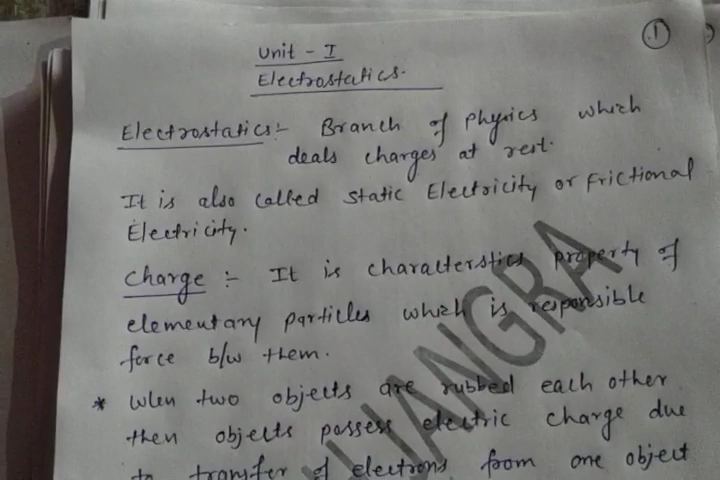 1
Unit - I
Electrostatics.
Electrostatics:- Branch of physics which
deals charges at rest.
It is also called static Electricity or Frictional
Electricity.
Charge :- It is characterstics property of
elementary particles which is responsible
force b/w them.
* When two objects are rubbed each other
then objects possess electric charge due
to transfer of electrons from one object
JANGRA